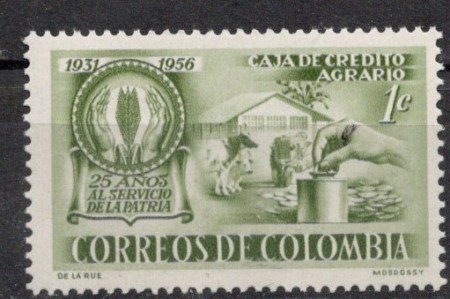 1931 1956
CAJA DE CREDITO
AGRARIO
1c
25 AÑOS
AL SERVICIO
DE LA PATRIA
CORREOS DE COLOMBIA
DE LA RUE MOSDÓSSY